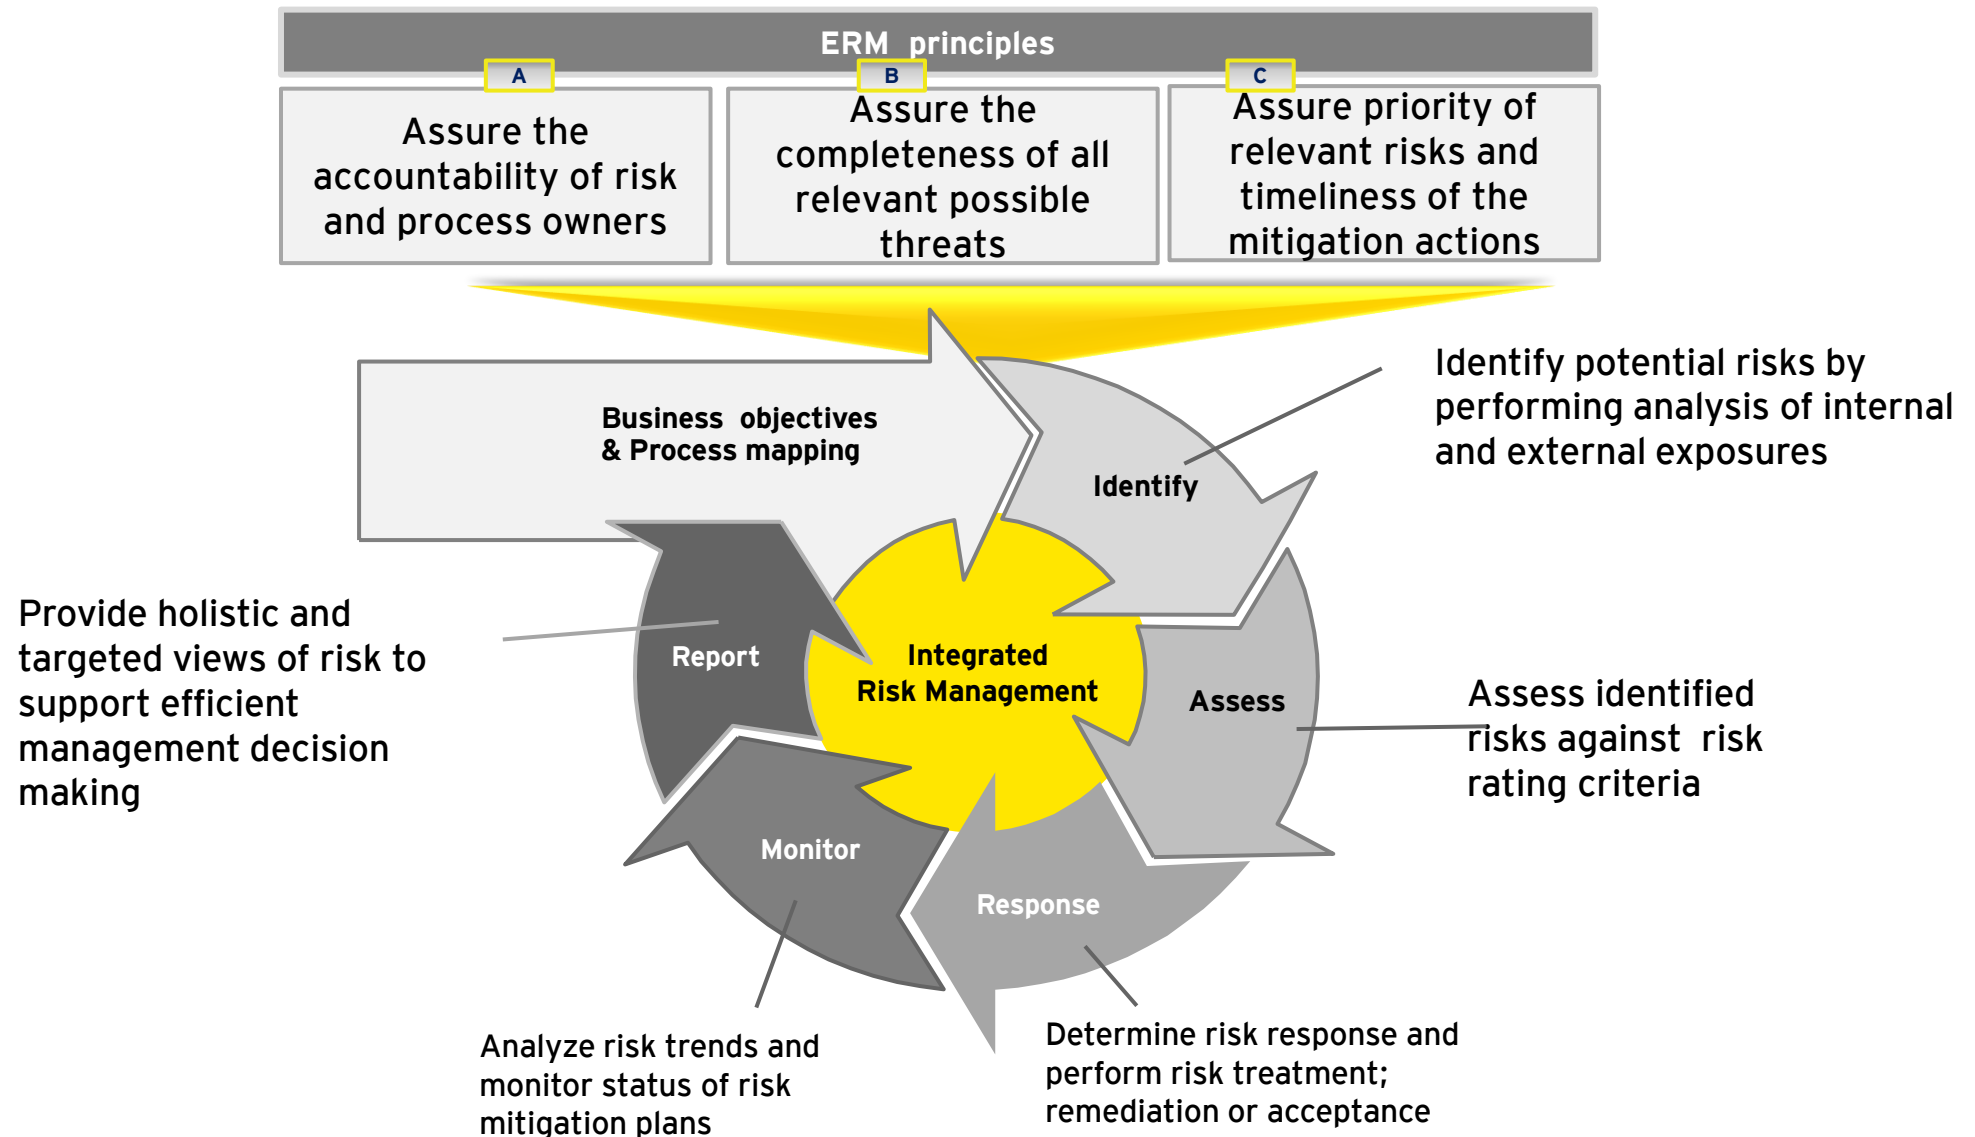 ERM principles
A
Assure the
accountability of risk
and process owners
B
Assure the
completeness of all
relevant possible
threats
C
Assure priority of
relevant risks and
timeliness of the
mitigation actions
Business objectives
& Process mapping
Identify
Identify potential risks by
performing analysis of internal
and external exposures
Integrated
Risk Management
Assess
Assess identified
risks against risk
rating criteria
Response
Determine risk response and
perform risk treatment;
remediation or acceptance
Monitor
Analyze risk trends and
monitor status of risk
mitigation plans
Report
Provide holistic and
targeted views of risk to
support efficient
management decision
making